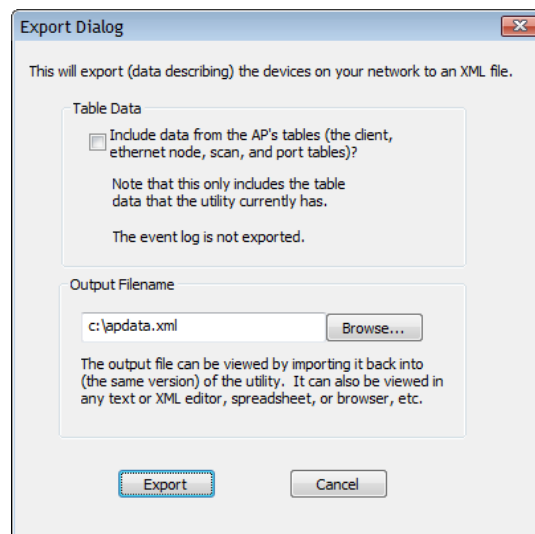 Export Dialog
This will export (data describing) the devices on your network to an XML file.
Table Data
Include data from the AP's tables (the client,
ethernet node, scan, and port tables)?
Note that this only includes the table
data that the utility currently has.
The event log is not exported.
Output Filename
c:\apdata.xml
Browse...
The output file can be viewed by importing it back into
(the same version) of the utility.  It can also be viewed in
any text or XML editor, spreadsheet, or browser, etc.
Export
Cancel